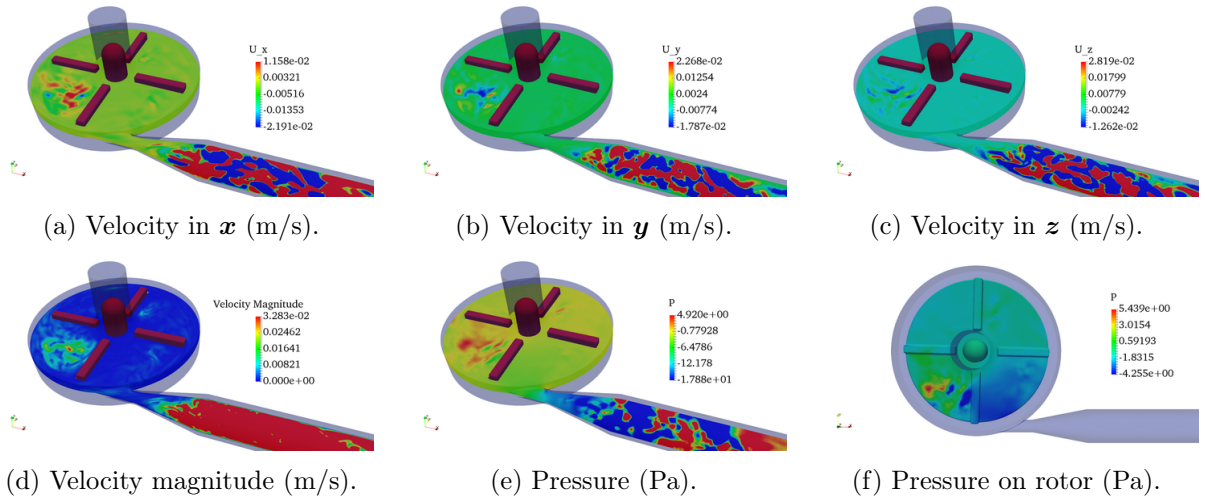 U_x
1.158e-02
0.00321
-0.00516
-0.01353
-2.191e-02
(a) Velocity in x (m/s).
U_y
2.268e-02
0.01254
0.0024
-0.00774
-1.787e-02
(b) Velocity in y (m/s).
U_z
2.819e-02
0.01799
0.00779
-0.00242
-1.262e-02
(c) Velocity in z (m/s).
Velocity Magnitude
3.283e-02
0.02462
0.01641
0.00821
0.000e+00
(d) Velocity magnitude (m/s).
P
4.920e+00
-0.77928
-6.4786
-12.178
-1.788e+01
(e) Pressure (Pa).
P
5.439e+00
3.0154
0.59193
-1.8315
-4.255e+00
(f) Pressure on rotor (Pa).